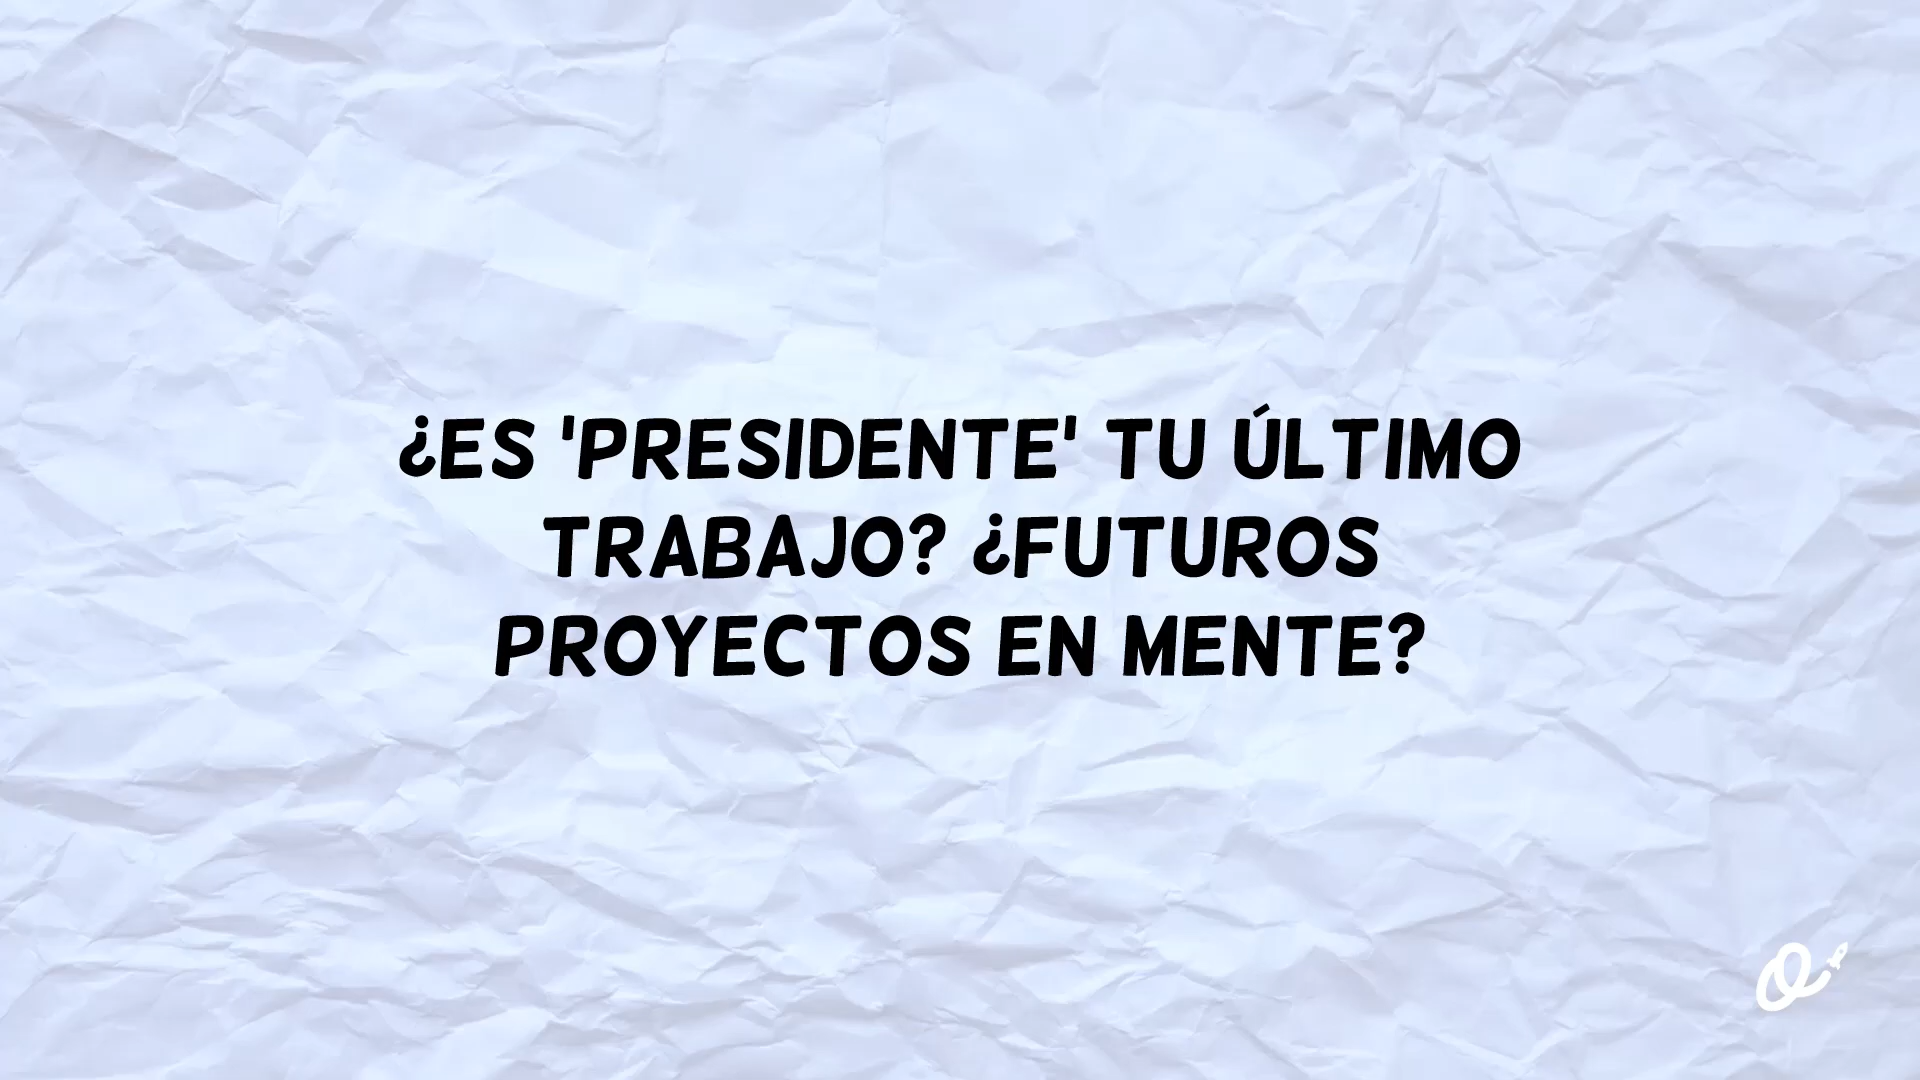 ¿ES 'PRESIDENTE' TU ÚLTIMO
TRABAJO? ¿FUTUROS
PROYECTOS EN MENTE?